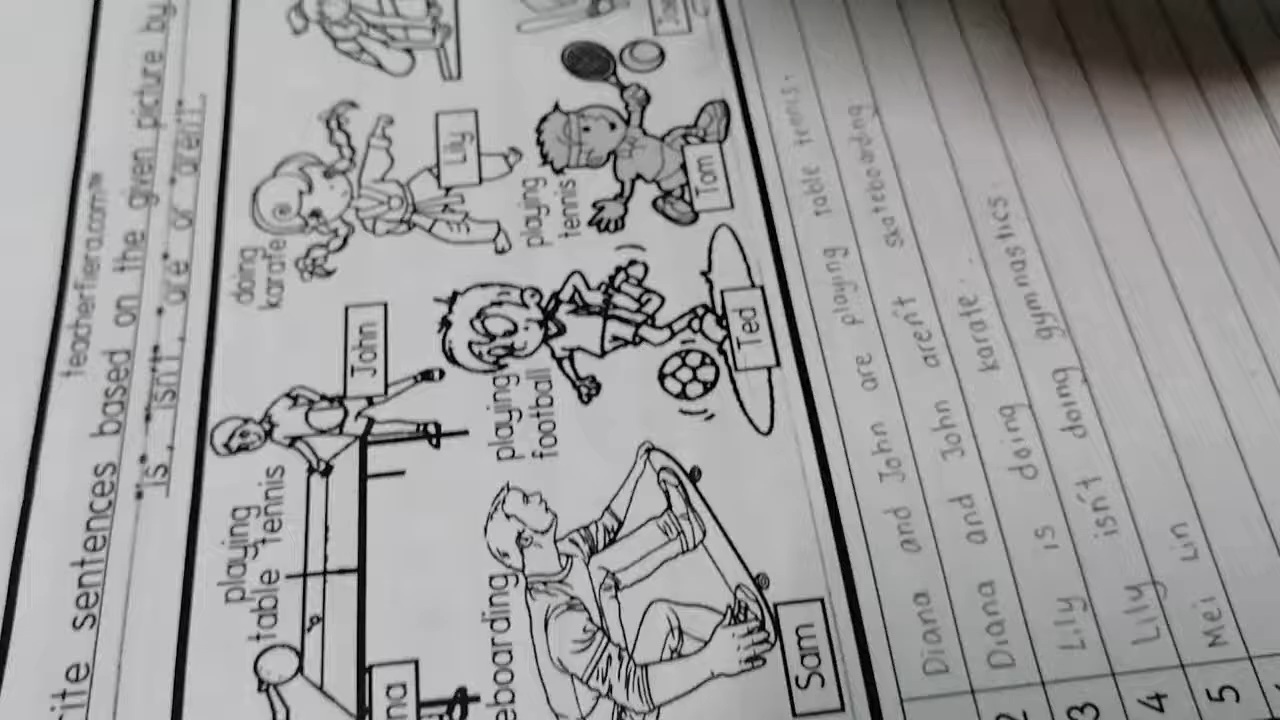 teacherfiera.com
ite sentences based on the given picture by
"is", "isn't", "are" or "aren't".
playing
table tennis
na
John
doing
karate
Lily
eboarding
Sam
playing
football
Ted
playing
tennis
Tom
Diana and John are playing table tennis.
2 Diana and John aren't skateboarding
3 Lily is doing karate.
4 Lily isn't doing gymnastics.
5 Mei Lin